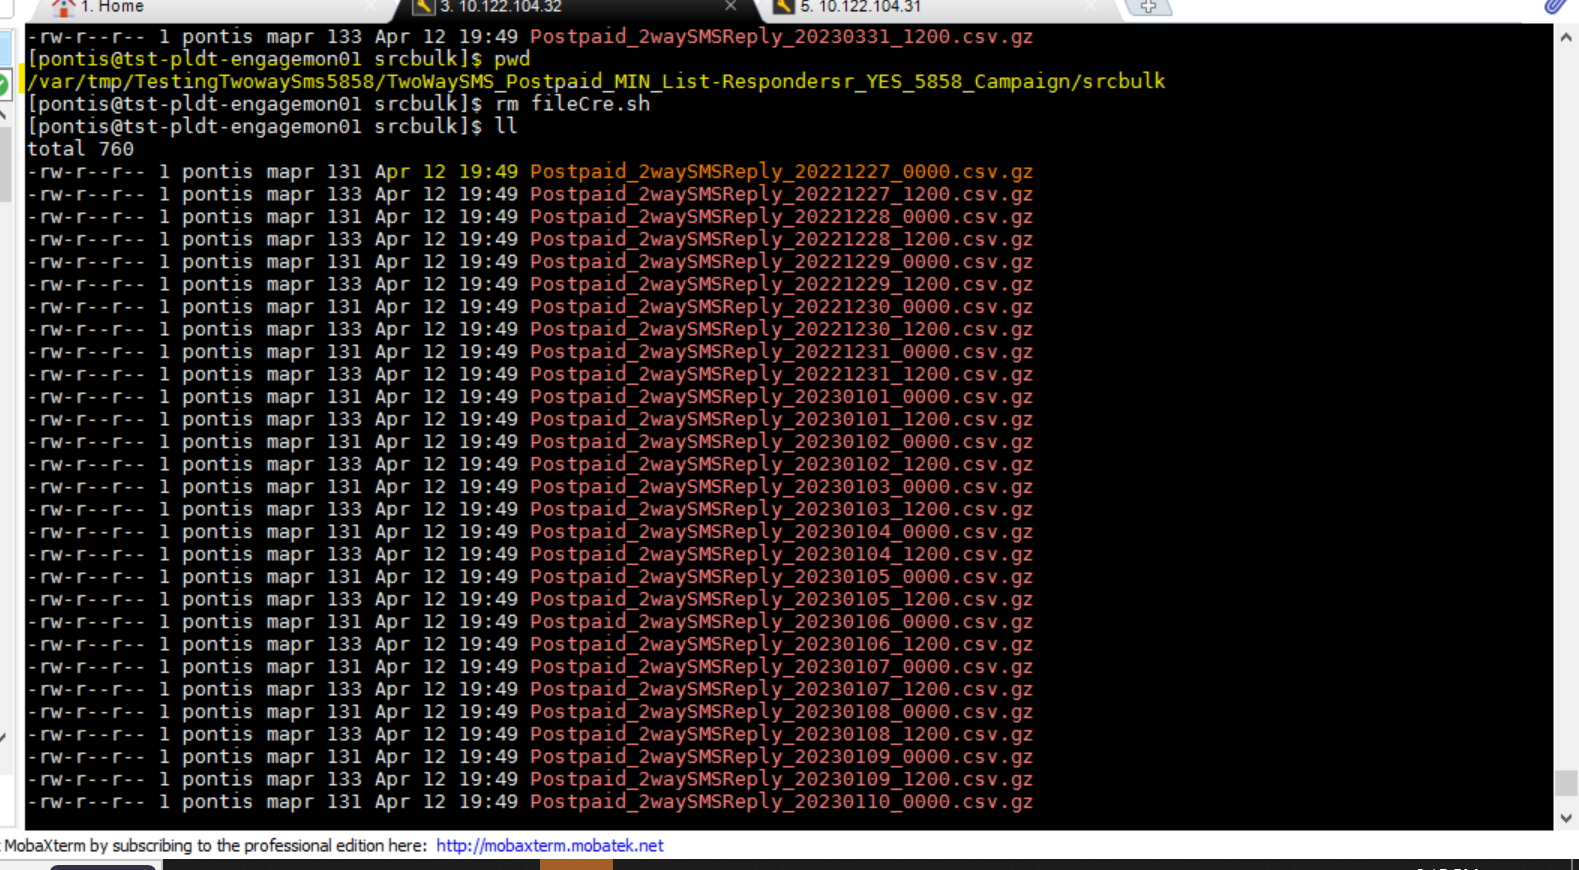 1. Home
3. 10.122.104.32
5. 10.122.104.31
-rw-r--r-- 1 pontis mapr 133 Apr 12 19:49 Postpaid_2waySMSReply_20230331_1200.csv.gz
[pontis@tst-pldt-engagemon01 srcbulk]$ pwd
/var/tmp/TestingTwowaySms5858/TwoWaySMS_Postpaid_MIN_List-Respondersr_YES_5858_Campaign/srcbulk
[pontis@tst-pldt-engagemon01 srcbulk]$ rm fileCre.sh
[pontis@tst-pldt-engagemon01 srcbulk]$ ll
total 760
-rw-r--r-- 1 pontis mapr 131 Apr 12 19:49 Postpaid_2waySMSReply_20221227_0000.csv.gz
-rw-r--r-- 1 pontis mapr 133 Apr 12 19:49 Postpaid_2waySMSReply_20221227_1200.csv.gz
-rw-r--r-- 1 pontis mapr 131 Apr 12 19:49 Postpaid_2waySMSReply_20221228_0000.csv.gz
-rw-r--r-- 1 pontis mapr 133 Apr 12 19:49 Postpaid_2waySMSReply_20221228_1200.csv.gz
-rw-r--r-- 1 pontis mapr 131 Apr 12 19:49 Postpaid_2waySMSReply_20221229_0000.csv.gz
-rw-r--r-- 1 pontis mapr 133 Apr 12 19:49 Postpaid_2waySMSReply_20221229_1200.csv.gz
-rw-r--r-- 1 pontis mapr 131 Apr 12 19:49 Postpaid_2waySMSReply_20221230_0000.csv.gz
-rw-r--r-- 1 pontis mapr 133 Apr 12 19:49 Postpaid_2waySMSReply_20221230_1200.csv.gz
-rw-r--r-- 1 pontis mapr 131 Apr 12 19:49 Postpaid_2waySMSReply_20221231_0000.csv.gz
-rw-r--r-- 1 pontis mapr 133 Apr 12 19:49 Postpaid_2waySMSReply_20221231_1200.csv.gz
-rw-r--r-- 1 pontis mapr 131 Apr 12 19:49 Postpaid_2waySMSReply_20230101_0000.csv.gz
-rw-r--r-- 1 pontis mapr 133 Apr 12 19:49 Postpaid_2waySMSReply_20230101_1200.csv.gz
-rw-r--r-- 1 pontis mapr 131 Apr 12 19:49 Postpaid_2waySMSReply_20230102_0000.csv.gz
-rw-r--r-- 1 pontis mapr 133 Apr 12 19:49 Postpaid_2waySMSReply_20230102_1200.csv.gz
-rw-r--r-- 1 pontis mapr 131 Apr 12 19:49 Postpaid_2waySMSReply_20230103_0000.csv.gz
-rw-r--r-- 1 pontis mapr 133 Apr 12 19:49 Postpaid_2waySMSReply_20230103_1200.csv.gz
-rw-r--r-- 1 pontis mapr 131 Apr 12 19:49 Postpaid_2waySMSReply_20230104_0000.csv.gz
-rw-r--r-- 1 pontis mapr 133 Apr 12 19:49 Postpaid_2waySMSReply_20230104_1200.csv.gz
-rw-r--r-- 1 pontis mapr 131 Apr 12 19:49 Postpaid_2waySMSReply_20230105_0000.csv.gz
-rw-r--r-- 1 pontis mapr 133 Apr 12 19:49 Postpaid_2waySMSReply_20230105_1200.csv.gz
-rw-r--r-- 1 pontis mapr 131 Apr 12 19:49 Postpaid_2waySMSReply_20230106_0000.csv.gz
-rw-r--r-- 1 pontis mapr 133 Apr 12 19:49 Postpaid_2waySMSReply_20230106_1200.csv.gz
-rw-r--r-- 1 pontis mapr 131 Apr 12 19:49 Postpaid_2waySMSReply_20230107_0000.csv.gz
-rw-r--r-- 1 pontis mapr 133 Apr 12 19:49 Postpaid_2waySMSReply_20230107_1200.csv.gz
-rw-r--r-- 1 pontis mapr 131 Apr 12 19:49 Postpaid_2waySMSReply_20230108_0000.csv.gz
-rw-r--r-- 1 pontis mapr 133 Apr 12 19:49 Postpaid_2waySMSReply_20230108_1200.csv.gz
-rw-r--r-- 1 pontis mapr 131 Apr 12 19:49 Postpaid_2waySMSReply_20230109_0000.csv.gz
-rw-r--r-- 1 pontis mapr 133 Apr 12 19:49 Postpaid_2waySMSReply_20230109_1200.csv.gz
-rw-r--r-- 1 pontis mapr 131 Apr 12 19:49 Postpaid_2waySMSReply_20230110_0000.csv.gz
MobaXterm by subscribing to the professional edition here: http://mobaxterm.mobatek.net